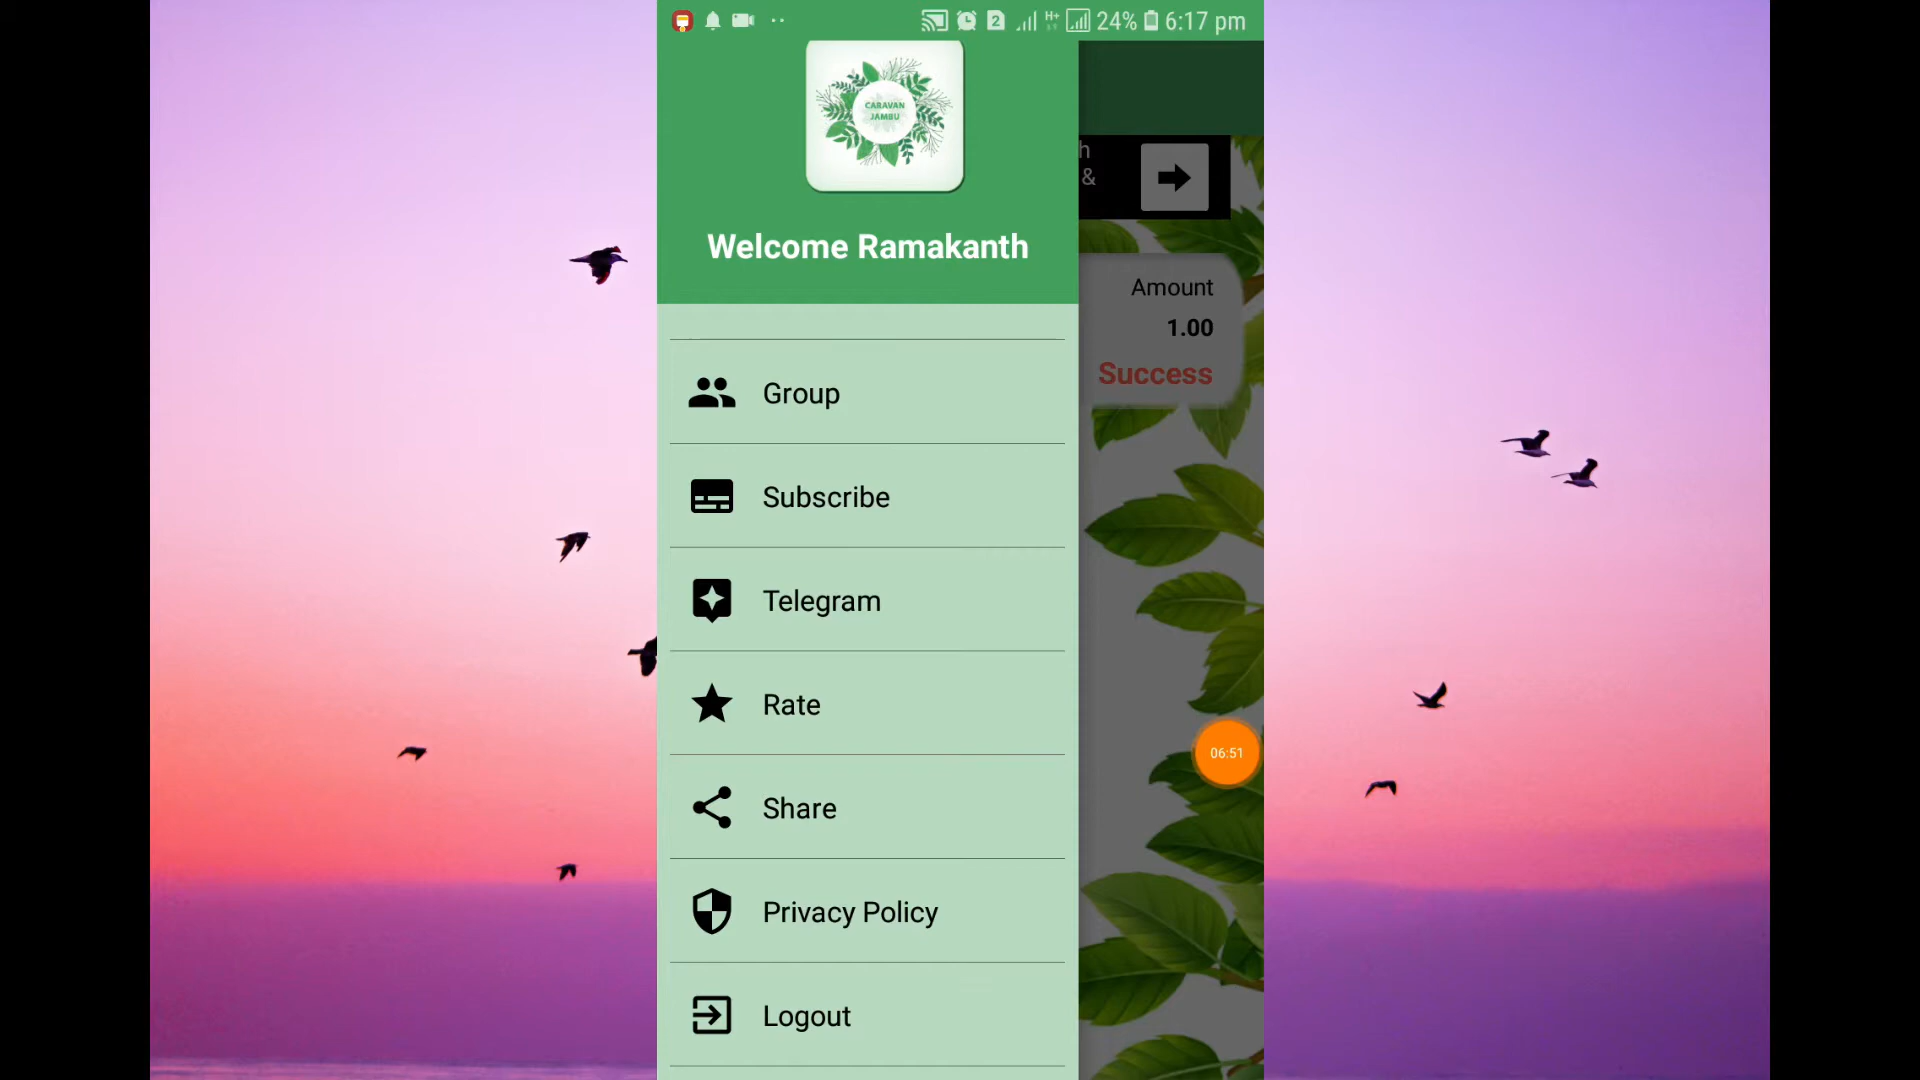 2 H+ 24% 6:17 pm
CARAVAN
JAMBU
Welcome Ramakanth
h
&
Amount
1.00
Success
Group
Subscribe
Telegram
Rate
06:51
Share
Privacy Policy
Logout